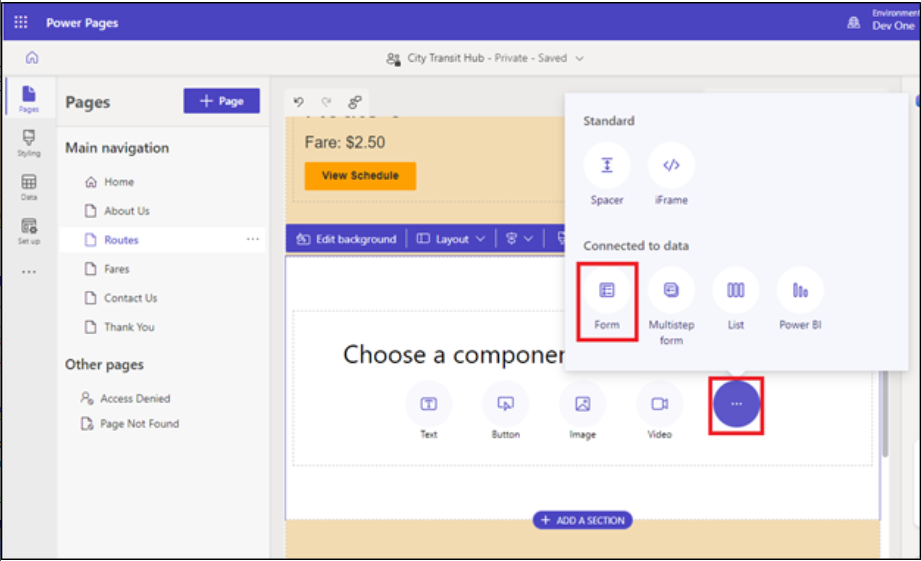 Power Pages
Environment
Dev One
City Transit Hub - Private - Saved
Pages
Styling
Data
Set up
Pages
+ Page
Main navigation
Home
About Us
Routes
Fares
Contact Us
Thank You
Other pages
Access Denied
Page Not Found
Fare: $2.50
View Schedule
Edit background
Layout
Choose a
Text
Button
Image
Video
+ ADD A SECTION
Standard
Spacer
iFrame
Connected to data
Form
Multistep
form
List
Power BI